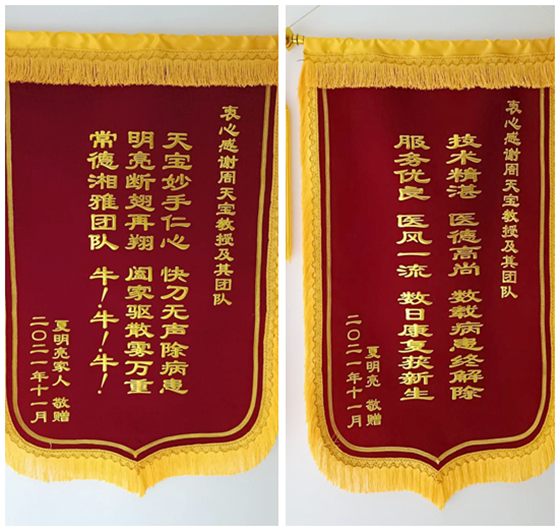 衷心感谢周天宝教授及其团队
天宝妙手仁心 快刀无声除病患
明亮断翅再翔 阖家驱散雾万重
常德湘雅团队 牛！牛！牛！
夏明亮家人 敬赠
二〇二一年十一月
衷心感谢周天宝教授及其团队
技术精湛 医德高尚 数载病患终解除
服务优良 医风一流 数日康复获新生
夏明亮 敬赠
二〇二一年十一月